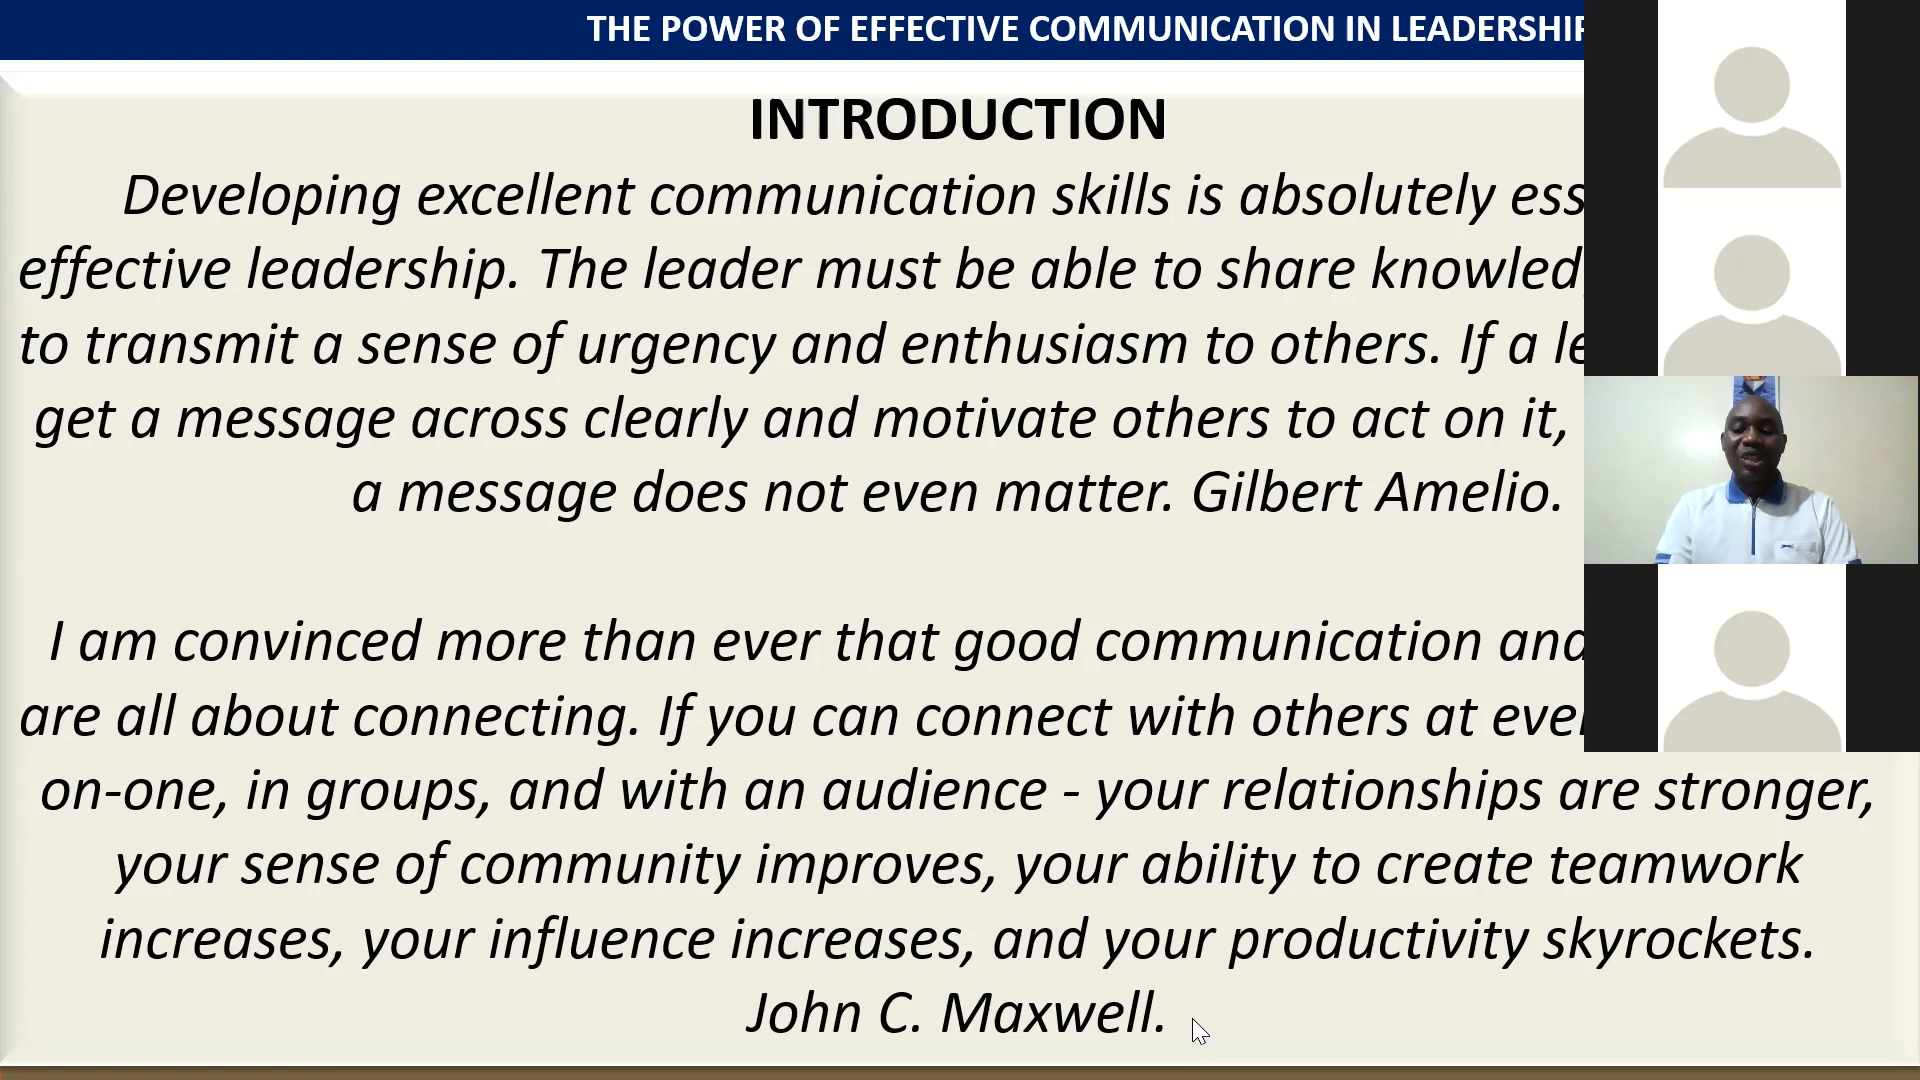 THE POWER OF EFFECTIVE COMMUNICATION IN LEADERSHIP
INTRODUCTION
Developing excellent communication skills is absolutely
effective leadership. The leader must be able to share
to transmit a sense of urgency and enthusiasm to others. If a
get a message across clearly and motivate others to act on it,
a message does not even matter. Gilbert Amelio.
I am convinced more than ever that good communication and
are all about connecting. If you can connect with others at
on-one, in groups, and with an audience - your relationships are stronger,
your sense of community improves, your ability to create teamwork
increases, your influence increases, and your productivity skyrockets.
John C. Maxwell.